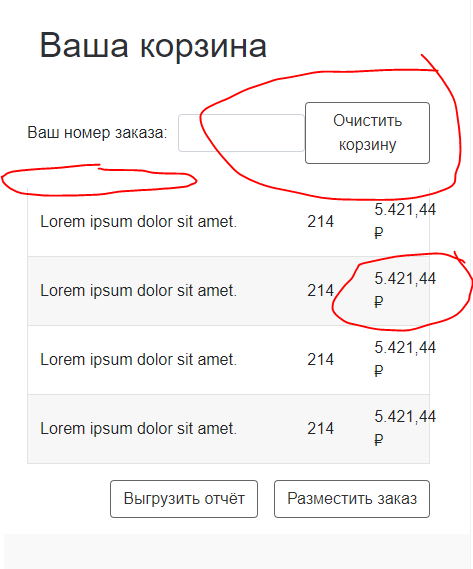 Ваша корзина
Ваш номер заказа:
Очистить
корзину
Lorem ipsum dolor sit amet. 214 5.421,44
₽
Lorem ipsum dolor sit amet. 214 5.421,44
₽
Lorem ipsum dolor sit amet. 214 5.421,44
₽
Lorem ipsum dolor sit amet. 214 5.421,44
₽
Выгрузить отчёт Разместить заказ